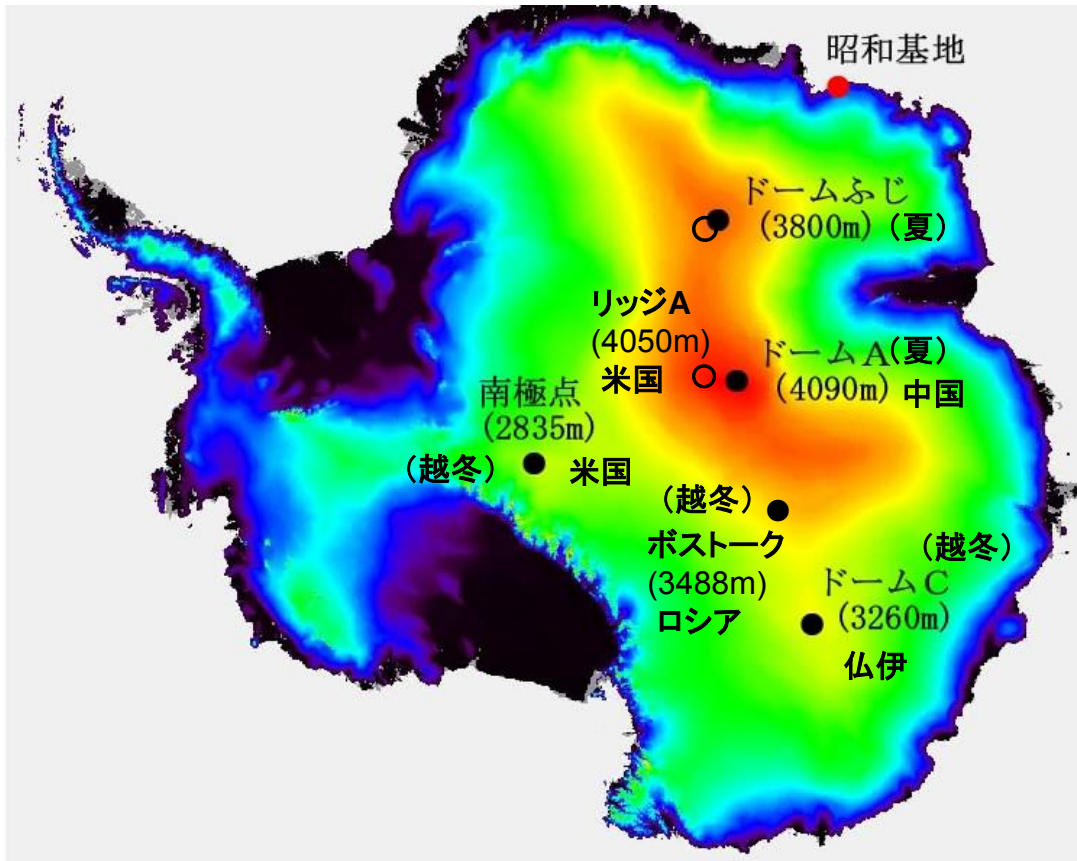 昭和基地
ドームふじ
(3800m)（夏）
リッジA
(4050m)
米国
ドームA（夏）
(4090m) 中国
南極点
(2835m)
（越冬） 米国
（越冬）
ボストーク
(3488m)
ロシア
（越冬）
ドームC
(3260m)
仏伊